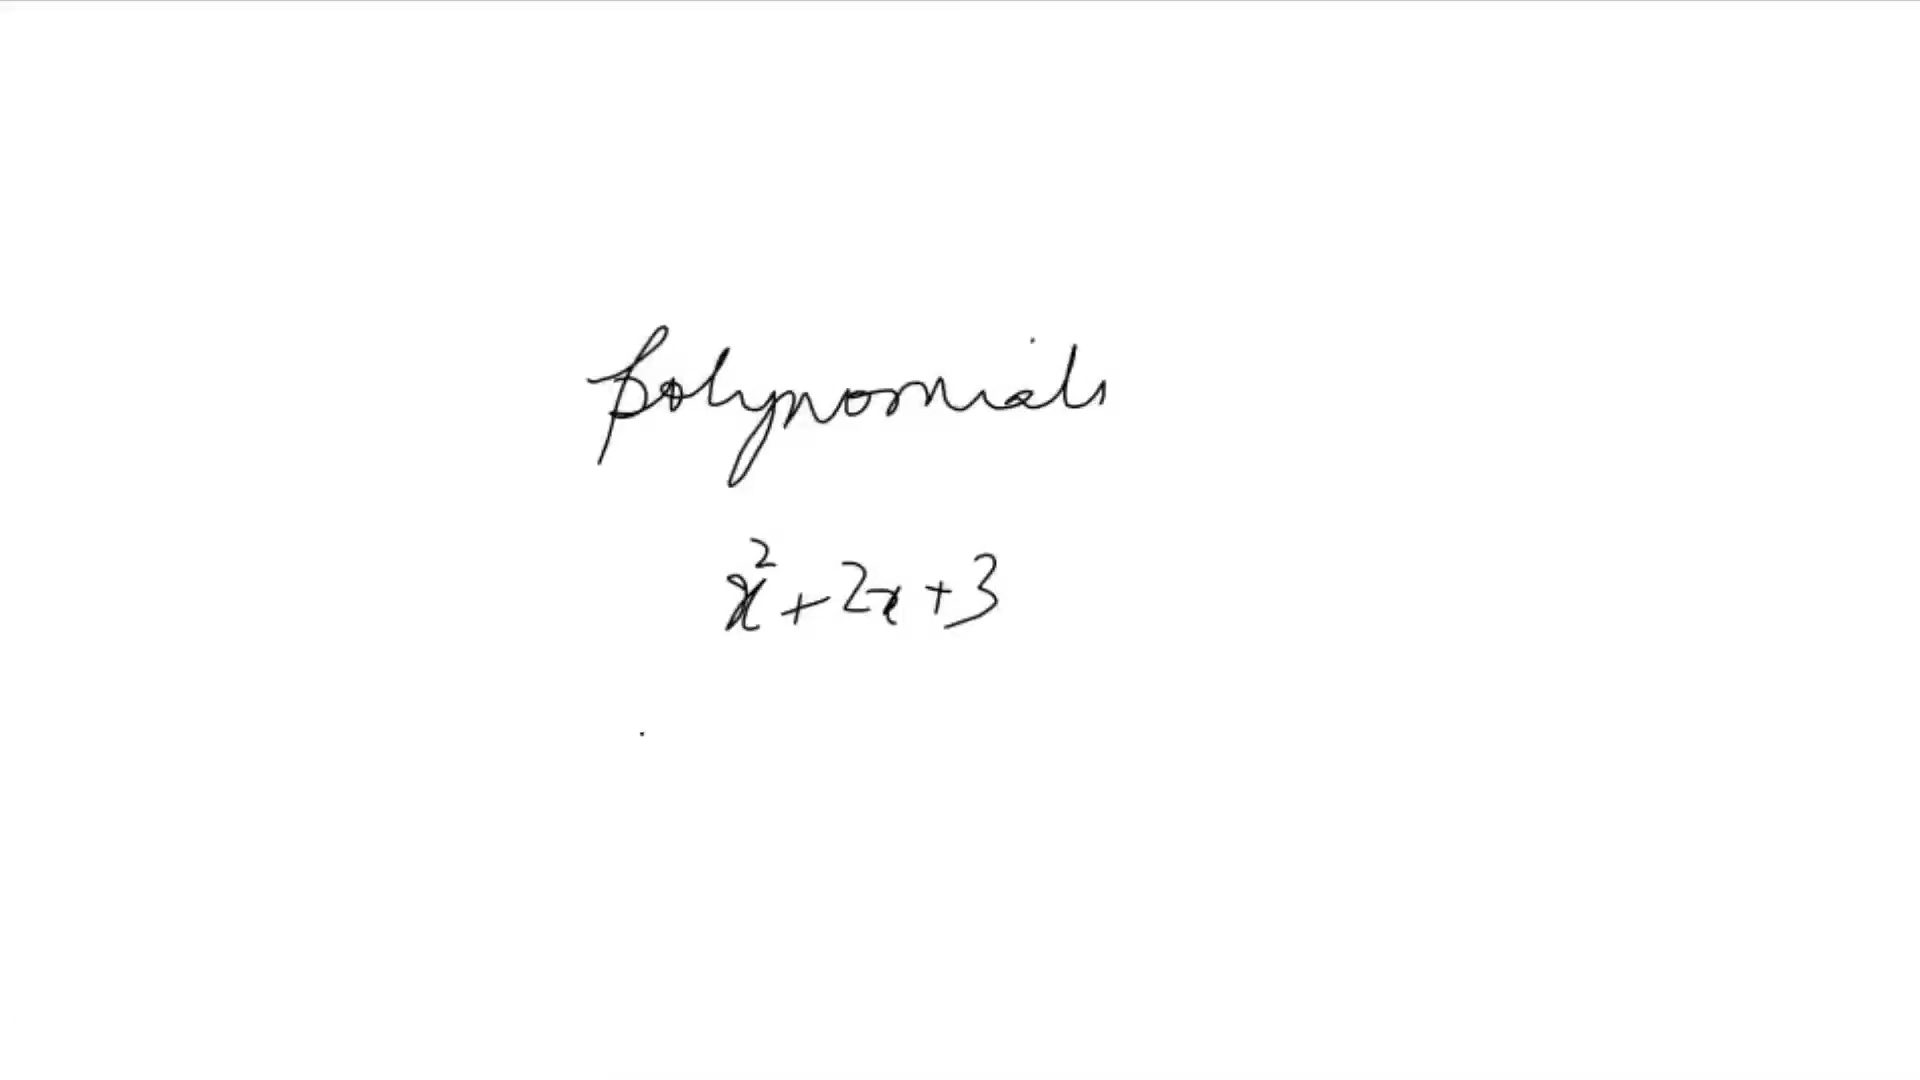 Polynomials
x² + 2x + 3